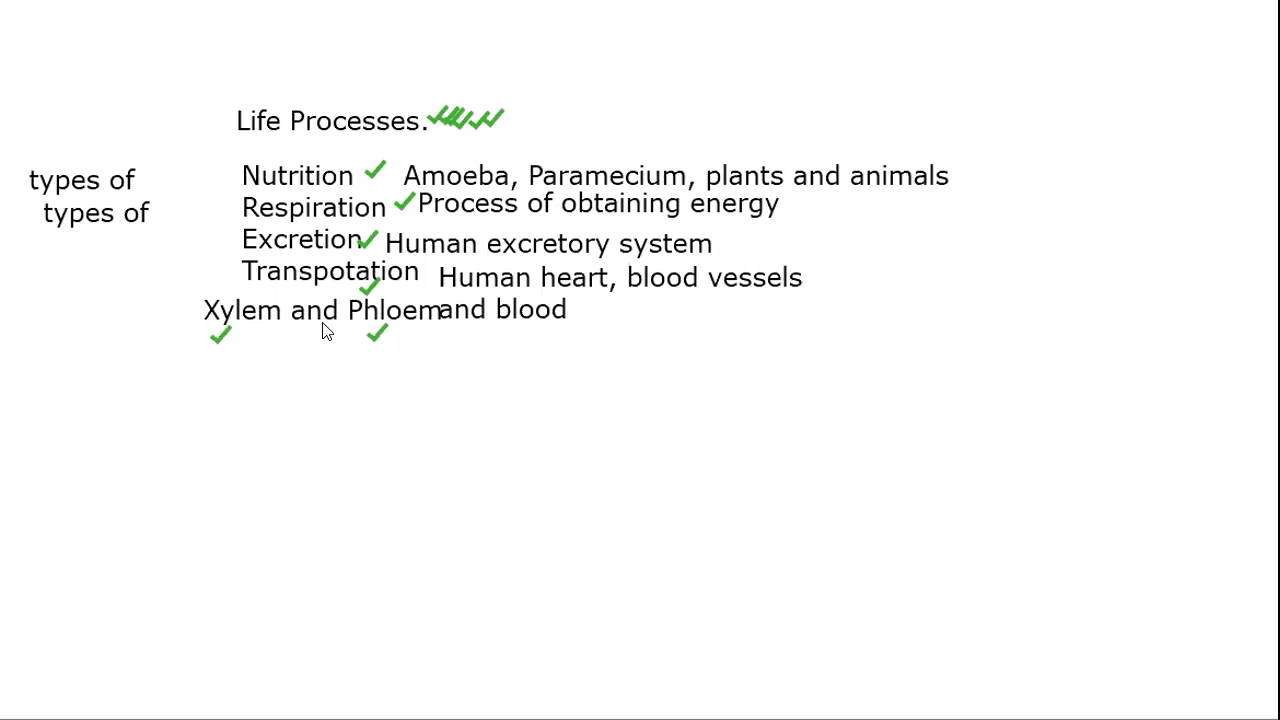 Life Processes.
types of Nutrition Amoeba, Paramecium, plants and animals
types of Respiration Process of obtaining energy
Excretion Human excretory system
Transpotation Human heart, blood vessels
Xylem and Phloem and blood